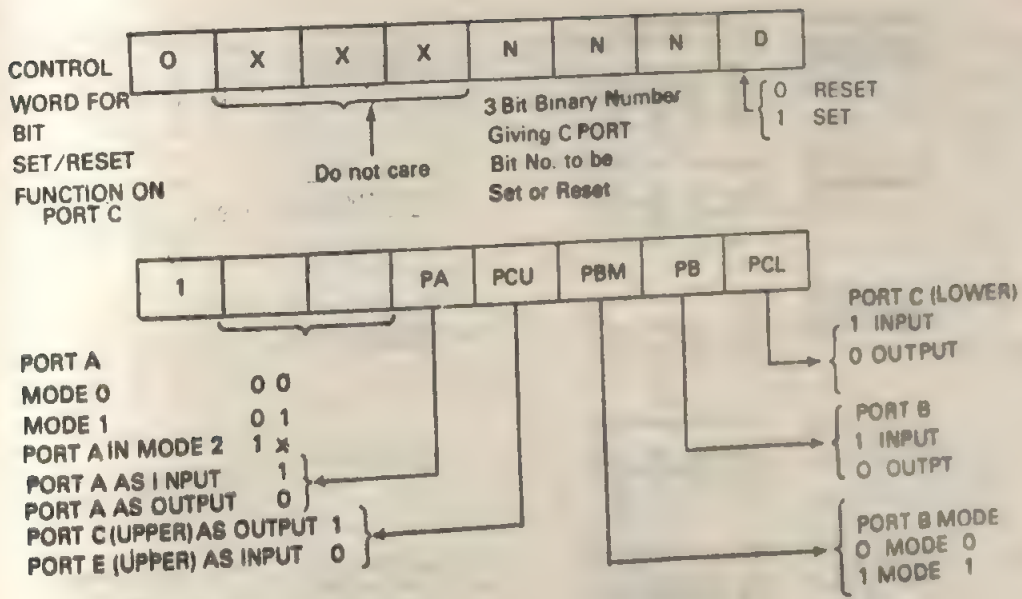 O X X X N N N D
CONTROL
WORD FOR
BIT
SET/RESET
FUNCTION ON
PORT C
Do not care
3 Bit Binary Number
Giving C PORT
Bit No. to be
Set or Reset
0 RESET
1 SET
1 PA PCU PBM PB PCL
PORT A
MODE 0 0 0
MODE 1 0 1
PORT A IN MODE 2 1 x
PORT A AS INPUT 1
PORT A AS OUTPUT 0
PORT C (UPPER) AS OUTPUT 1
PORT E (UPPER) AS INPUT 0
PORT C (LOWER)
1 INPUT
0 OUTPUT
PORT B
1 INPUT
0 OUTPT
PORT B MODE
0 MODE 0
1 MODE 1